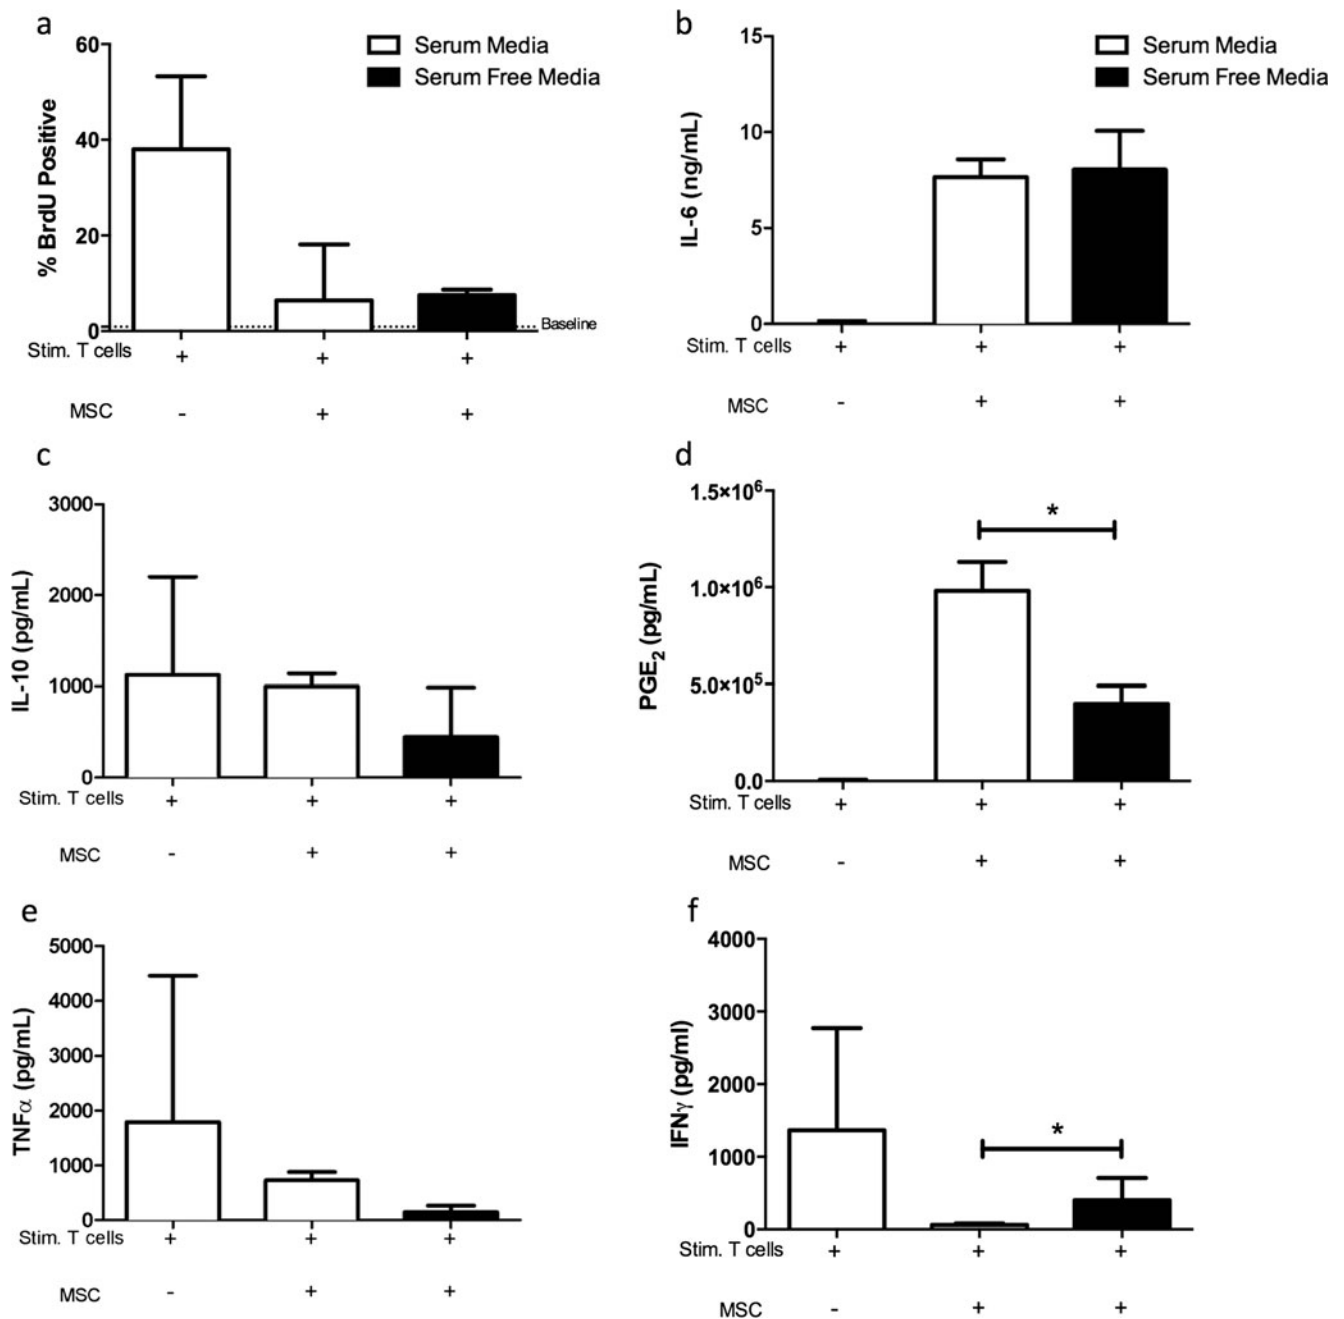 a
60
40
20
0
% BrdU Positive
Serum Media
Serum Free Media
Baseline
Stim. T cells + + +
MSC - + +
b
15
10
5
0
IL-6 (ng/mL)
Serum Media
Serum Free Media
Stim. T cells + + +
MSC - + +
c
3000
2000
1000
0
IL-10 (pg/mL)
Stim. T cells + + +
MSC - + +
d
1.5×10⁶
1.0×10⁶
5.0×10⁵
0.0
PGE₂ (pg/mL)
*
Stim. T cells + + +
MSC - + +
e
5000
4000
3000
2000
1000
0
TNFα (pg/mL)
Stim. T cells + + +
MSC - + +
f
4000
3000
2000
1000
0
IFNγ (pg/ml)
*
Stim. T cells + + +
MSC - + +